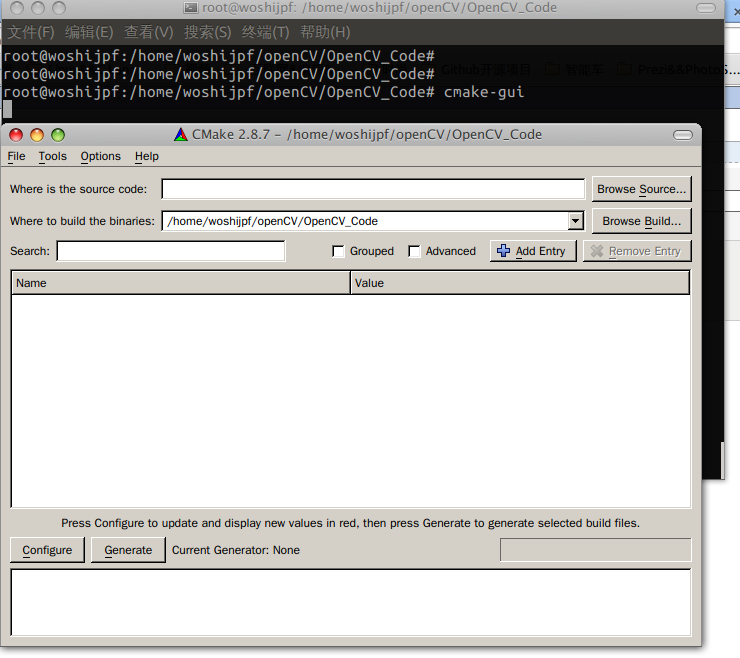 root@woshijpf: /home/woshijpf/openCV/OpenCV_Code
文件(F) 编辑(E) 查看(V) 搜索(S) 终端(T) 帮助(H)
root@woshijpf:/home/woshijpf/openCV/OpenCV_Code#
root@woshijpf:/home/woshijpf/openCV/OpenCV_Code#
root@woshijpf:/home/woshijpf/openCV/OpenCV_Code# cmake-gui
CMake 2.8.7 - /home/woshijpf/openCV/OpenCV_Code
File Tools Options Help
Where is the source code: Browse Source...
Where to build the binaries: /home/woshijpf/openCV/OpenCV_Code Browse Build...
Search: Grouped Advanced Add Entry Remove Entry
Name Value
Press Configure to update and display new values in red, then press Generate to generate selected build files.
Configure Generate Current Generator: None